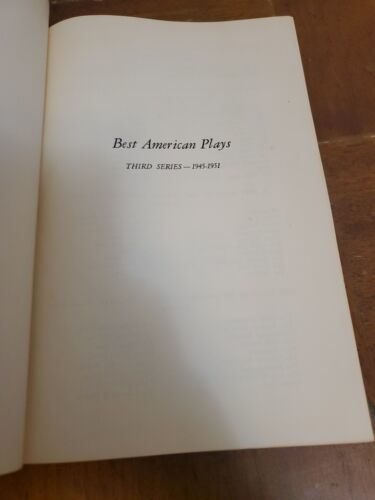 Best American Plays
THIRD SERIES—1945-1951